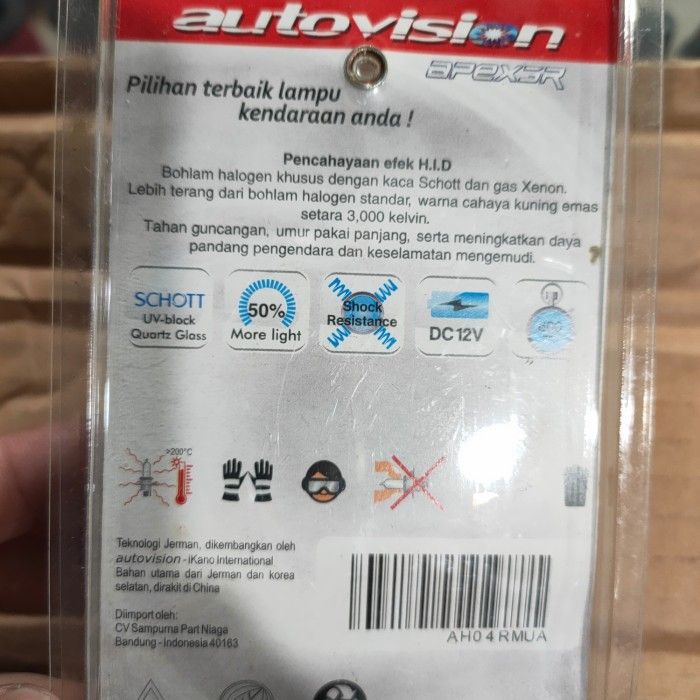 autovision
APEXSR
Pilihan terbaik lampu
kendaraan anda !
Pencahayaan efek H.I.D
Bohlam halogen khusus dengan kaca Schott dan gas Xenon.
Lebih terang dari bohlam halogen standar, warna cahaya kuning emas
setara 3,000 kelvin.
Tahan guncangan, umur pakai panjang, serta meningkatkan daya
pandang pengendara dan keselamatan mengemudi.
SCHOTT
UV-block
Quartz Glass
50%
More light
Shock
Resistance
DC 12V
>200°C
Teknologi Jerman, dikembangkan oleh
autovision - iKano International
Bahan utama dari Jerman dan korea
selatan, dirakit di China
Diimport oleh:
CV Sampurna Part Niaga
Bandung - Indonesia 40163
AH04RMUA